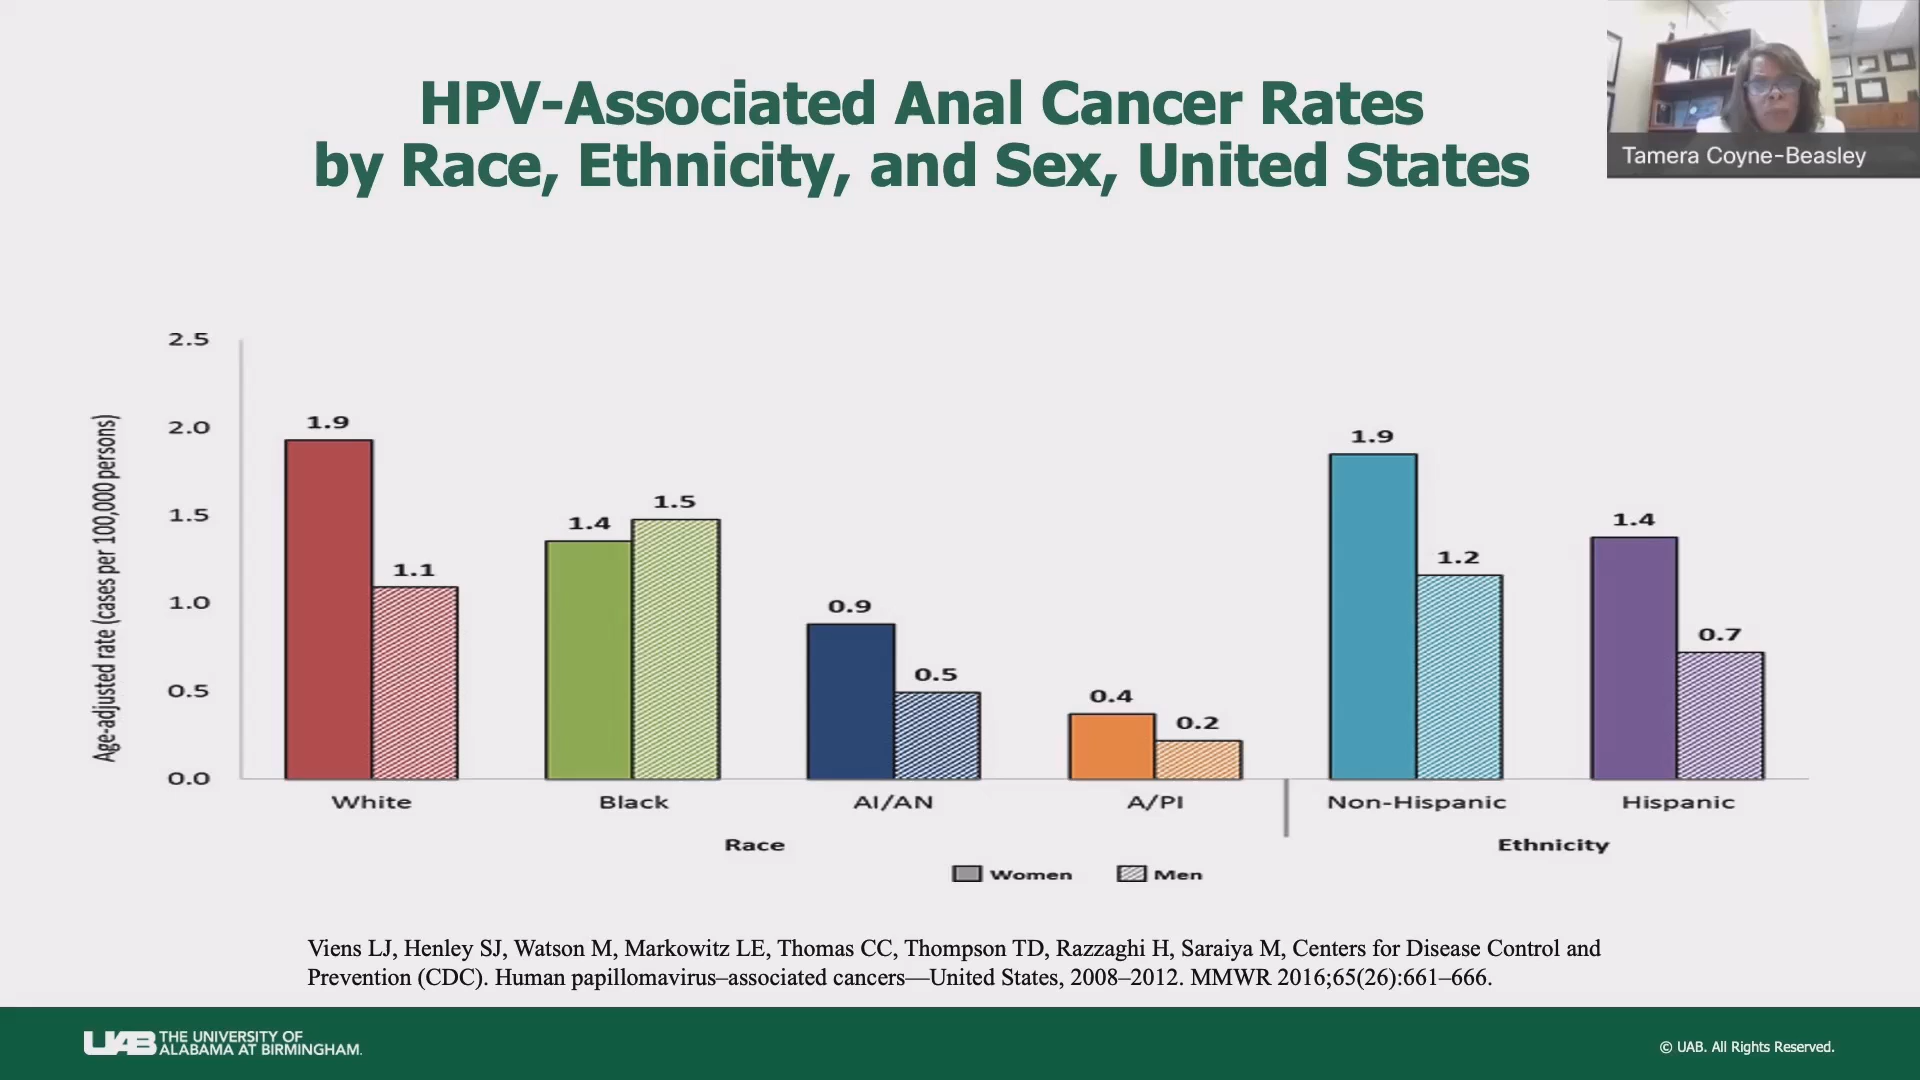 HPV-Associated Anal Cancer Rates
by Race, Ethnicity, and Sex, United States
Tamera Coyne-Beasley
Age-adjusted rate (cases per 100,000 persons)
2.5
2.0
1.5
1.0
0.5
0.0
1.9
1.1
1.4
1.5
0.9
0.5
0.4
0.2
1.9
1.2
1.4
0.7
White
Black
AI/AN
A/PI
Non-Hispanic
Hispanic
Race
Ethnicity
Women
Men
Viens LJ, Henley SJ, Watson M, Markowitz LE, Thomas CC, Thompson TD, Razzaghi H, Saraiya M, Centers for Disease Control and
Prevention (CDC). Human papillomavirus–associated cancers—United States, 2008–2012. MMWR 2016;65(26):661–666.
UAB THE UNIVERSITY OF
ALABAMA AT BIRMINGHAM.
© UAB. All Rights Reserved.